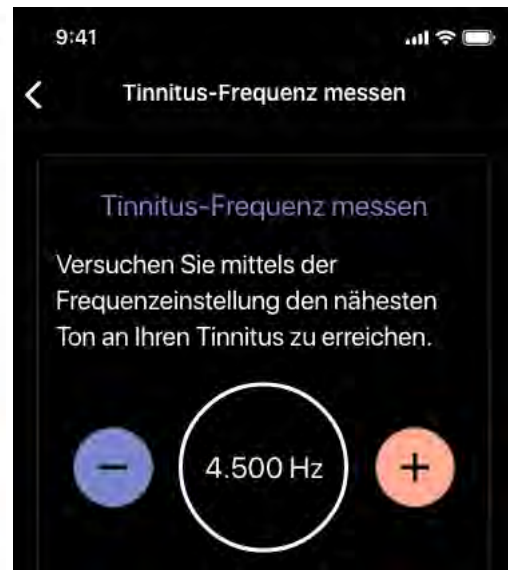 9:41
Tinnitus-Frequenz messen
Tinnitus-Frequenz messen
Versuchen Sie mittels der
Frequenzeinstellung den nähesten
Ton an Ihren Tinnitus zu erreichen.
− 4.500 Hz +